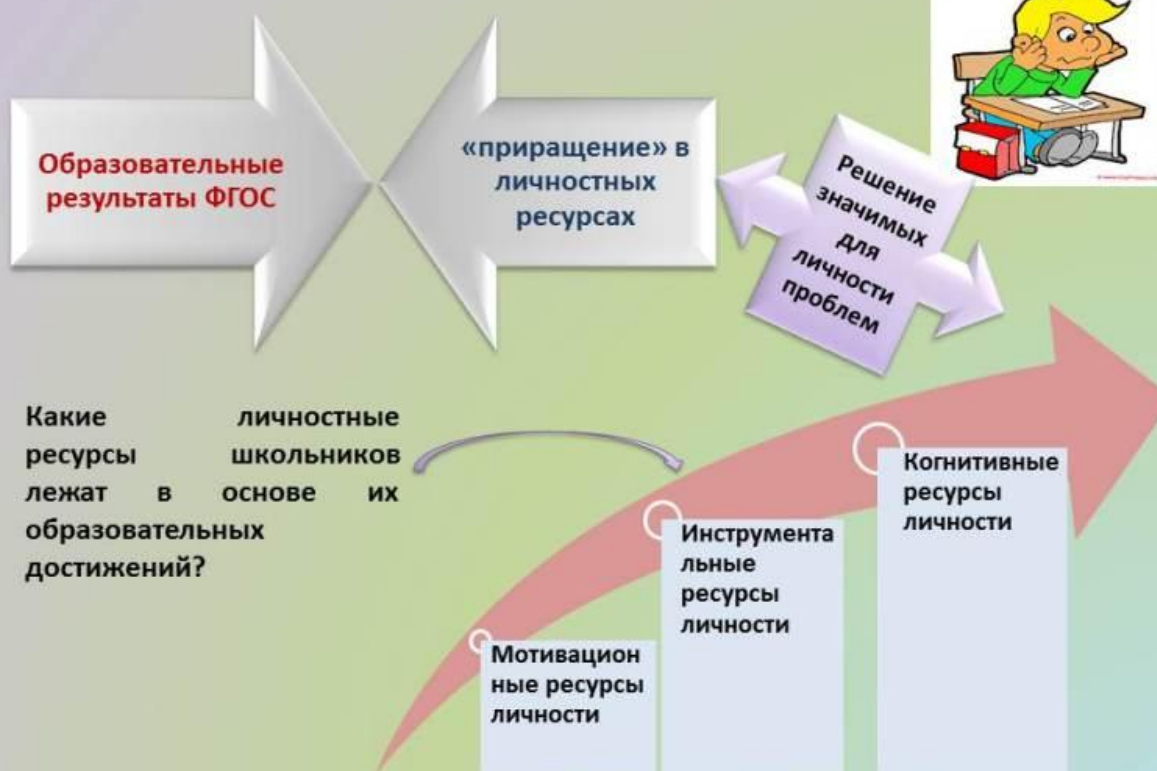 Образовательные
результаты ФГОС
«приращение» в
личностных
ресурсах
Решение
значимых
для
личности
проблем
Какие личностные
ресурсы школьников
лежат в основе их
образовательных
достижений?
Мотивацион
ные ресурсы
личности
Инструмента
льные
ресурсы
личности
Когнитивные
ресурсы
личности